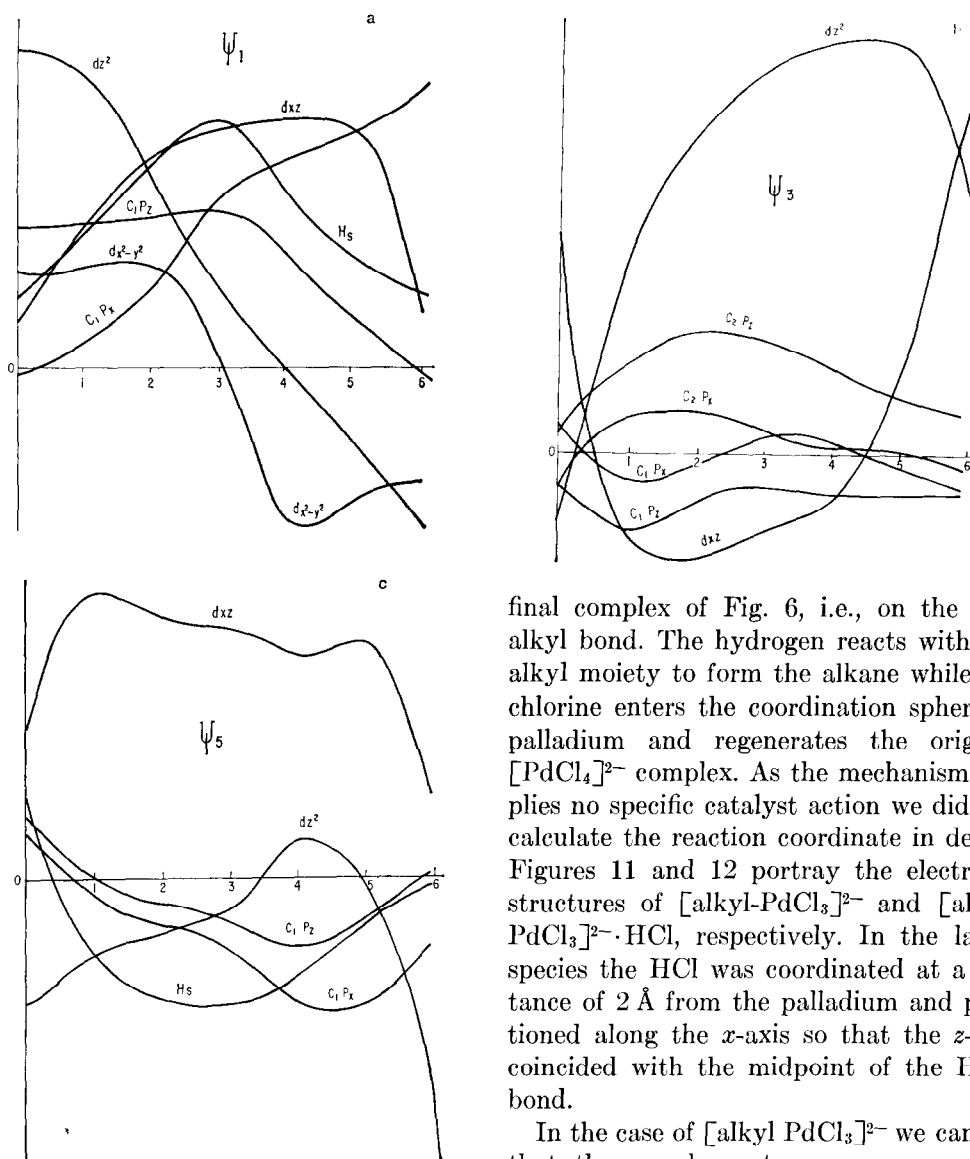 a
dz²
Ψ₁
dxz
C₁Pz
Hs
dx²–y²
C₁Px
0
1
2
3
4
5
6
dx²–y²
dz²
Ψ₃
C₂Pz
C₂Px
0
1
2
3
4
5
6
C₁Px
C₁Pz
dxz
c
dxz
Ψ₅
dz²
0
1
2
3
4
5
6
C₁Pz
Hs
C₁Px
final complex of Fig. 6, i.e., on the
alkyl bond. The hydrogen reacts with
alkyl moiety to form the alkane while
chlorine enters the coordination spher
palladium and regenerates the orig
[PdCl₄]²⁻ complex. As the mechanism
plies no specific catalyst action we did
calculate the reaction coordinate in de
Figures 11 and 12 portray the electr
structures of [alkyl-PdCl₃]²⁻ and [al
PdCl₃]²⁻·HCl, respectively. In the la
species the HCl was coordinated at a
tance of 2 Å from the palladium and p
tioned along the x-axis so that the z-
coincided with the midpoint of the H
bond.
In the case of [alkyl PdCl₃]²⁻ we can